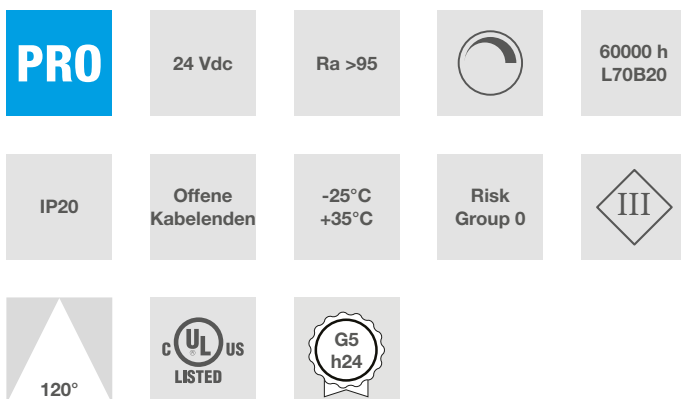 PRO
24 Vdc
Ra >95
60000 h
L70B20
IP20
Offene
Kabelenden
-25°C
+35°C
Risk
Group 0
III
120°
C UL® US
LISTED
G5
h24